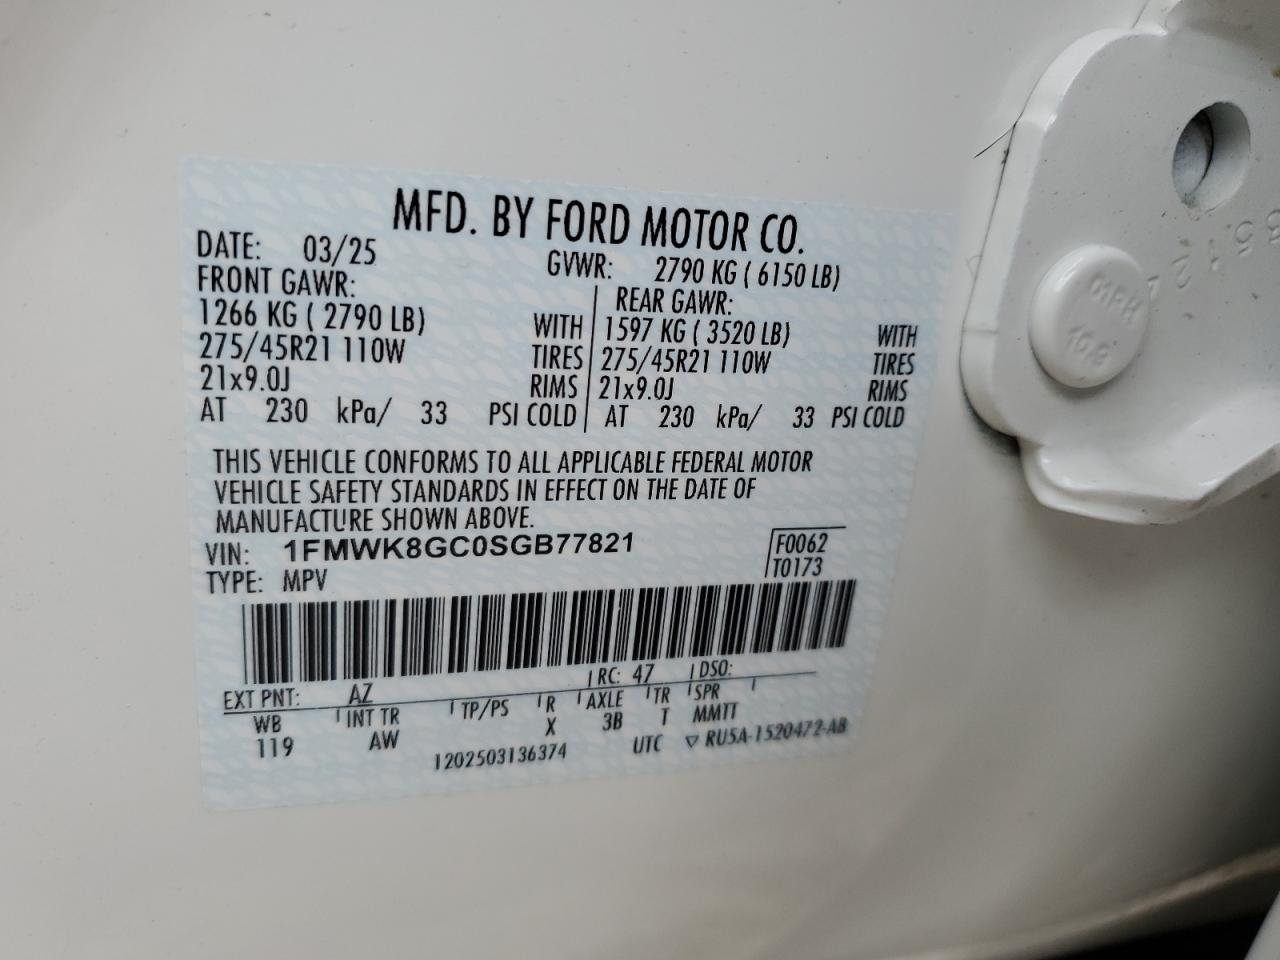 MFD. BY FORD MOTOR CO.
DATE: 03/25 GVWR: 2790 KG ( 6150 LB)
FRONT GAWR: REAR GAWR:
1266 KG ( 2790 LB) WITH 1597 KG ( 3520 LB) WITH
275/45R21 110W TIRES 275/45R21 110W TIRES
21x9.0J RIMS 21x9.0J RIMS
AT 230 kPa/ 33 PSI COLD AT 230 kPa/ 33 PSI COLD
THIS VEHICLE CONFORMS TO ALL APPLICABLE FEDERAL MOTOR
VEHICLE SAFETY STANDARDS IN EFFECT ON THE DATE OF
MANUFACTURE SHOWN ABOVE.
VIN: 1FMWK8GC0SGB77821 F0062
TYPE: MPV T0173
EXT PNT: AZ RC: 47 DSO:
WB INT TR TP/PS R AXLE TR SPR
119 AW X 3B T MMTT
1202503136374 UTC ▽ RU5A-1520472-AB